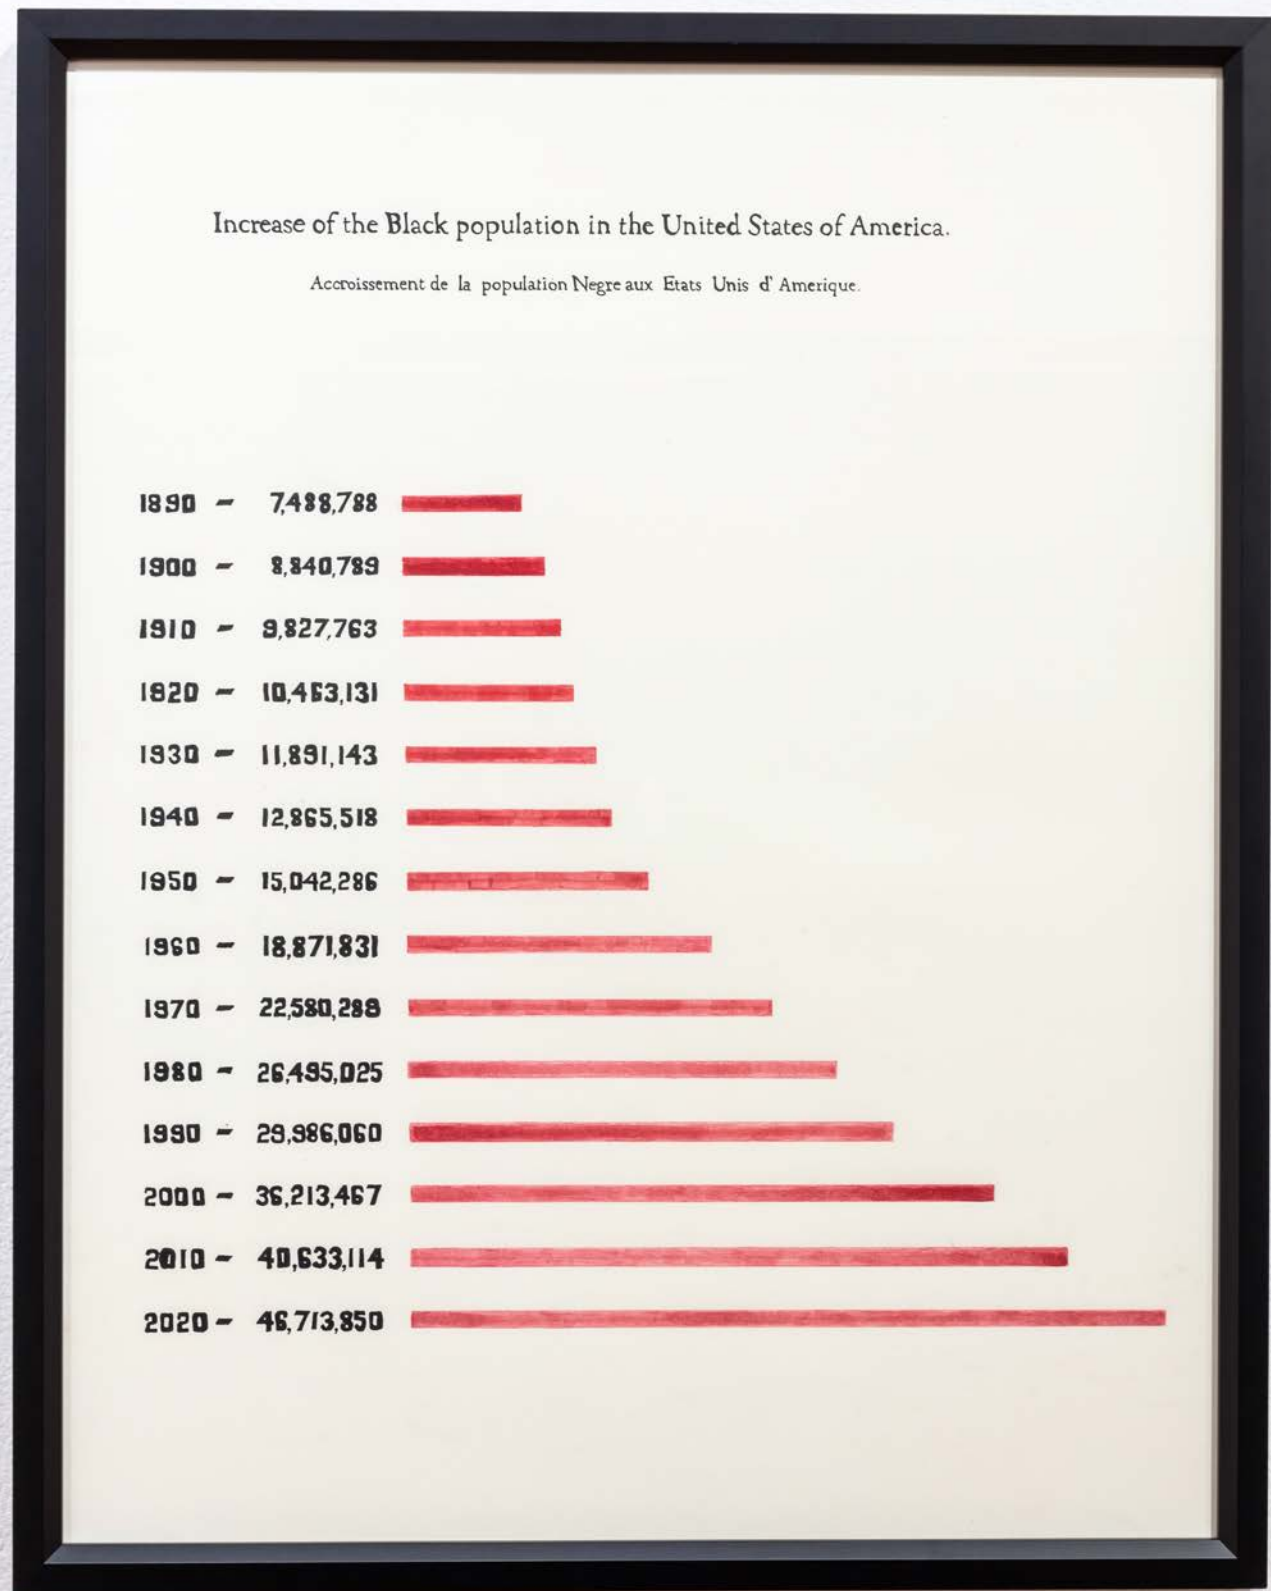 Increase of the Black population in the United States of America.
Accroissement de la population Negre aux Etats Unis d' Amerique.
1890 - 7,488,788
1900 - 8,840,789
1910 - 9,827,763
1920 - 10,463,131
1930 - 11,891,143
1940 - 12,865,518
1950 - 15,042,286
1960 - 18,871,831
1970 - 22,580,289
1980 - 26,495,025
1990 - 29,986,060
2000 - 36,213,467
2010 - 40,633,114
2020 - 46,713,850